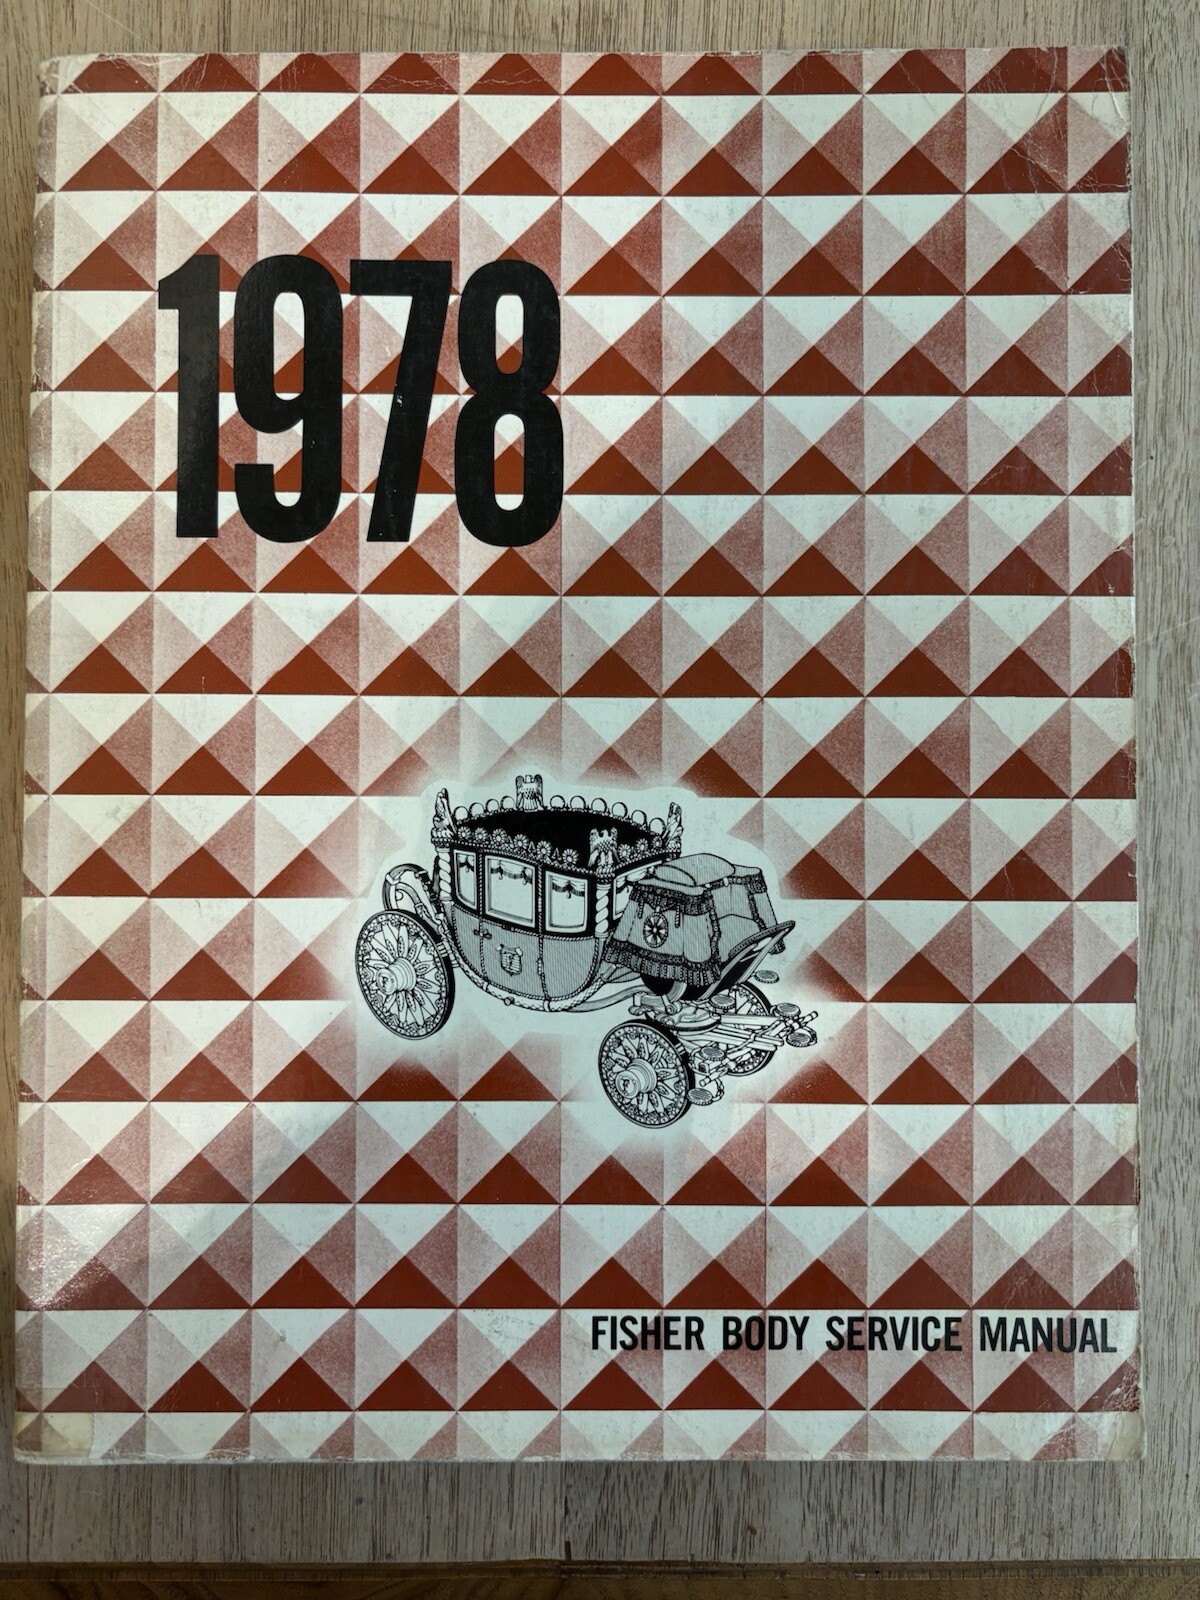 1978
FISHER BODY SERVICE MANUAL